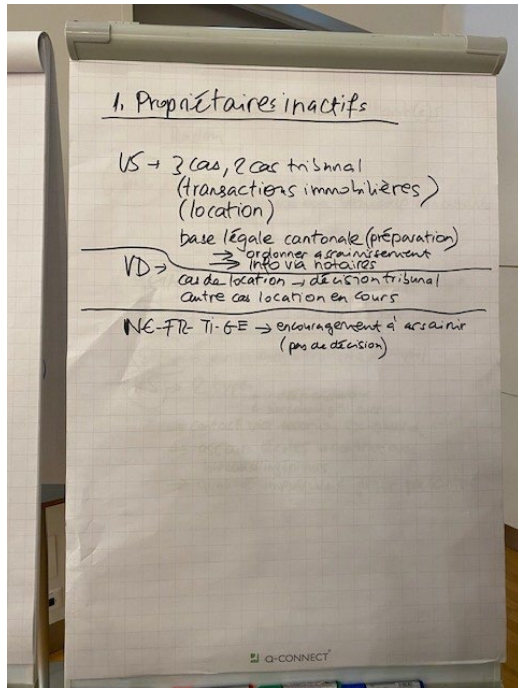 1. Propriétaires inactifs
VS → 3 cas, 2 cas tribunal
(transactions immobilières)
(location)
base légale cantonale (préparation)
→ ordonner assainissement
→ info via notaires
VD →
cas de location → décision tribunal
autre cas location en cours
NE-FR-TI-GE → encouragement à assainir
(pas de décision)
Q-CONNECT